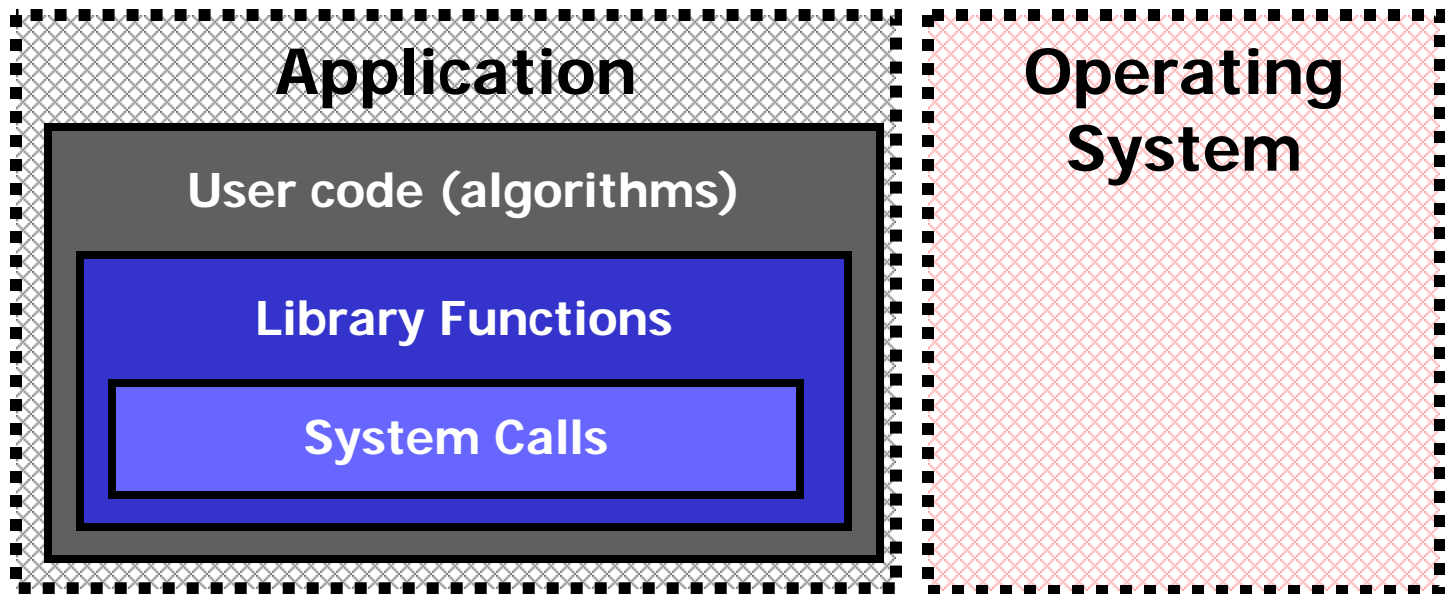 Application
User code (algorithms)
Library Functions
System Calls
Operating
System